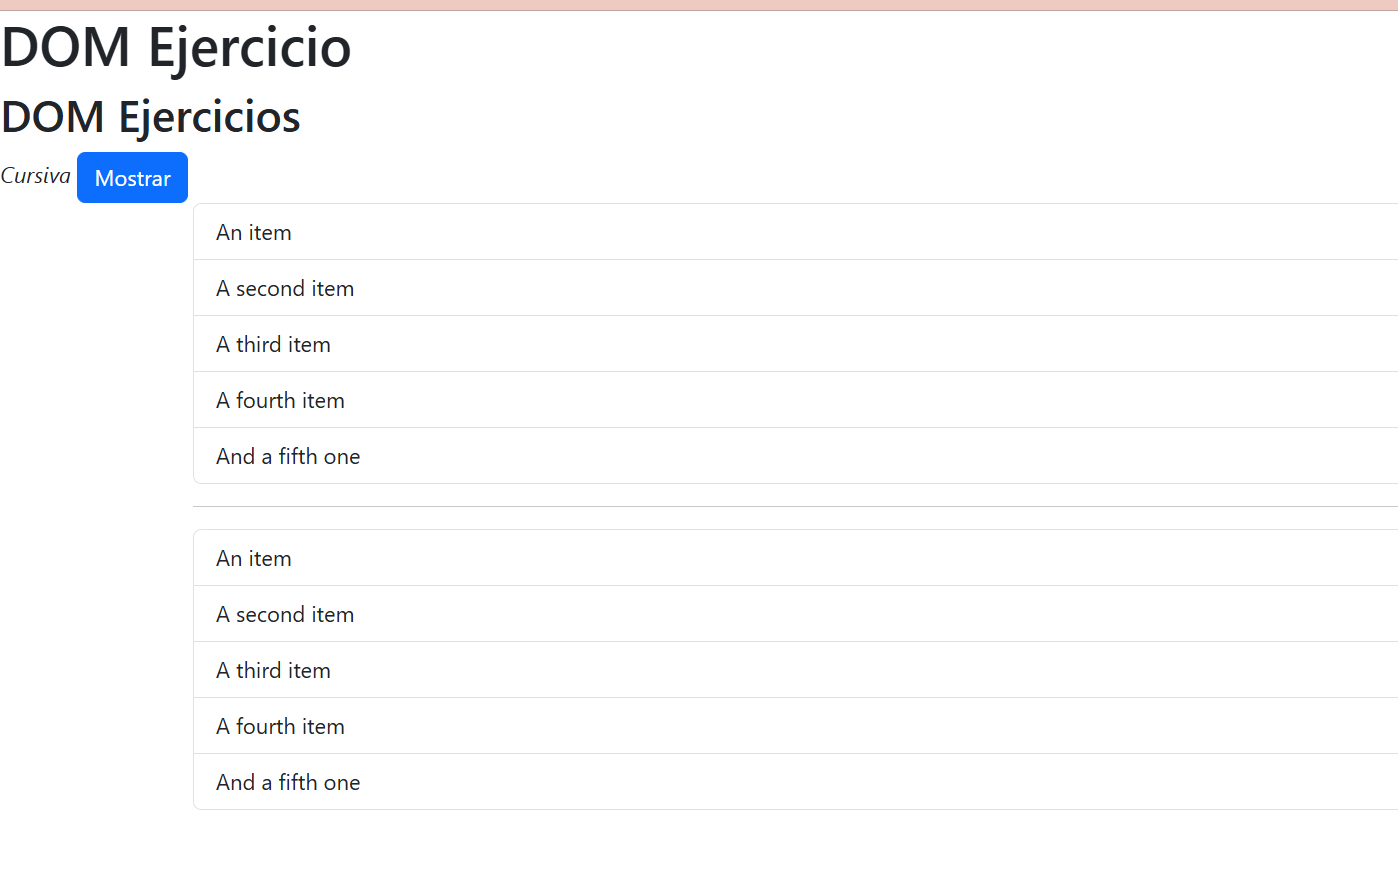 DOM Ejercicio
DOM Ejercicios
Cursiva Mostrar
An item
A second item
A third item
A fourth item
And a fifth one
An item
A second item
A third item
A fourth item
And a fifth one